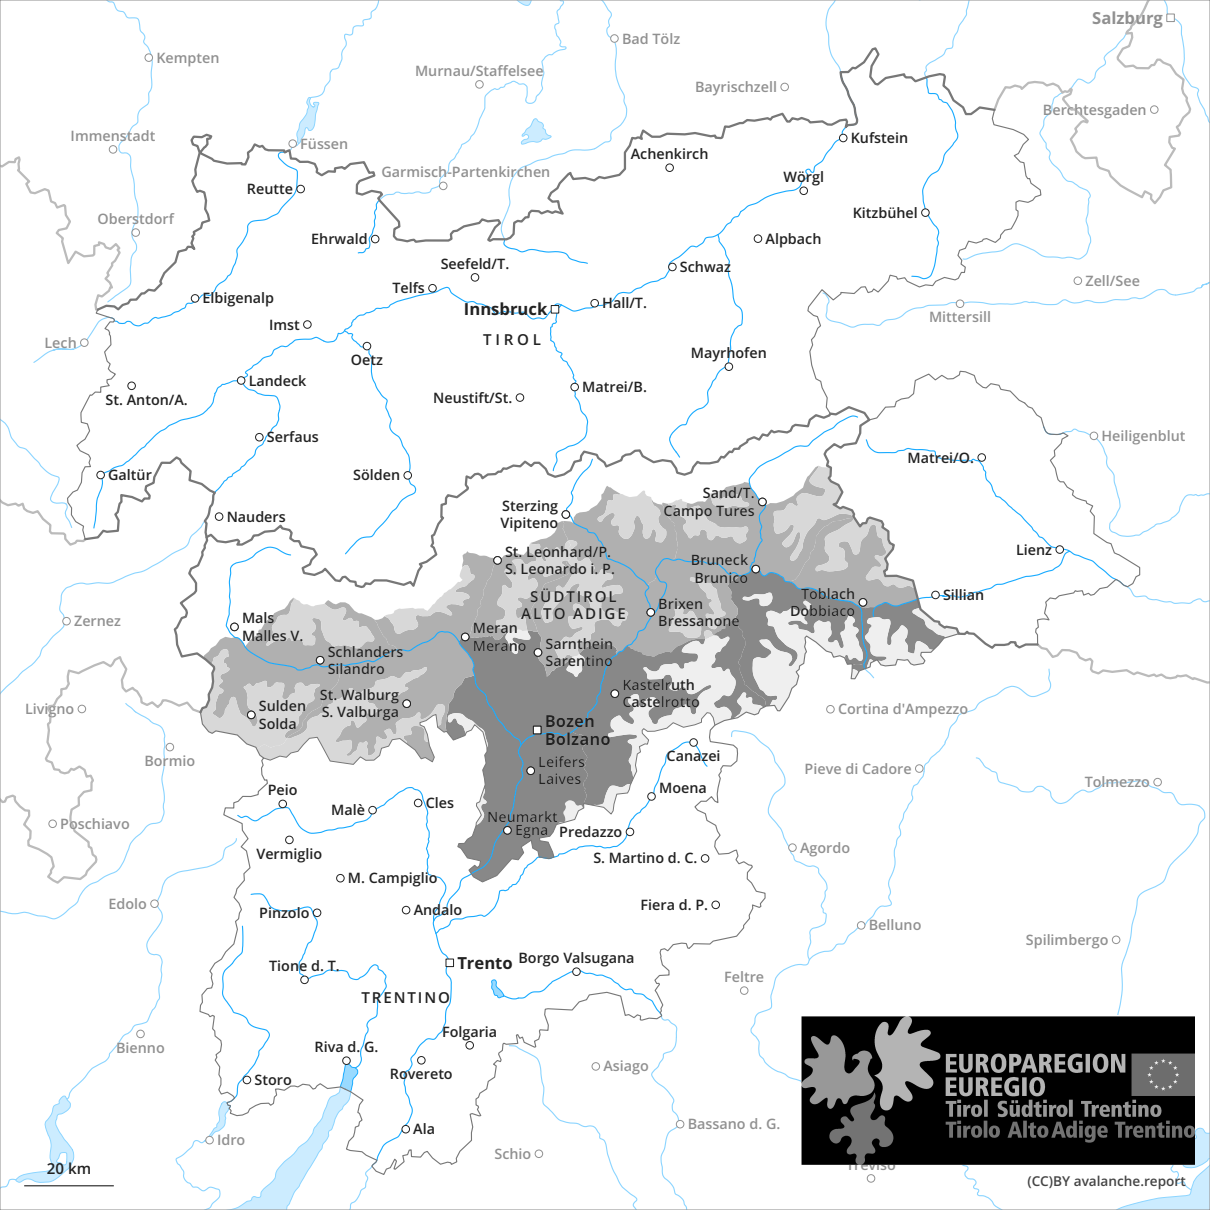 Salzburg
Bad Tölz
Kempten
Murnau/Staffelsee
Bayrischzell
Berchtesgaden
Immenstadt
Füssen
Kufstein
Achenkirch
Garmisch-Partenkirchen
Wörgl
Reutte
Oberstdorf
Kitzbühel
Ehrwald
Alpbach
Seefeld/T.
Schwaz
Zell/See
Telfs
Elbigenalp
Hall/T.
Innsbruck
Mittersill
Imst
TIROL
Lech
Oetz
Mayrhofen
Landeck
Matrei/B.
St. Anton/A.
Neustift/St.
Serfaus
Heiligenblut
Matrei/O.
Galtür
Sölden
Sand/T.
Campo Tures
Sterzing
Vipiteno
Nauders
St. Leonhard/P.
S. Leonardo i. P.
Lienz
Bruneck
Brunico
SÜDTIROL
ALTO ADIGE
Toblach
Dobbiaco
Sillian
Brixen
Bressanone
Mals
Malles V.
Zernez
Meran
Merano
Sarnthein
Sarentino
Schlanders
Silandro
Kastelruth
Castelrotto
St. Walburg
S. Valburga
Sulden
Solda
Livigno
Cortina d'Ampezzo
Bozen
Bolzano
Bormio
Canazei
Leifers
Laives
Pieve di Cadore
Tolmezzo
Peio
Moena
Malè
Cles
Neumarkt
Egna
Poschiavo
Predazzo
Vermiglio
Agordo
S. Martino d. C.
M. Campiglio
Edolo
Fiera d. P.
Pinzolo
Andalo
Belluno
Spilimbergo
Trento
Borgo Valsugana
Tione d. T.
Feltre
TRENTINO
Folgaria
Bienno
Riva d. G.
Rovereto
Asiago
Storo
EUROPAREGION
EUREGIO
Tirol Südtirol Trentino
Tirolo Alto Adige Trentino
Bassano d. G.
Ala
Idro
Schio
Treviso
20 km
(CC)BY avalanche.report